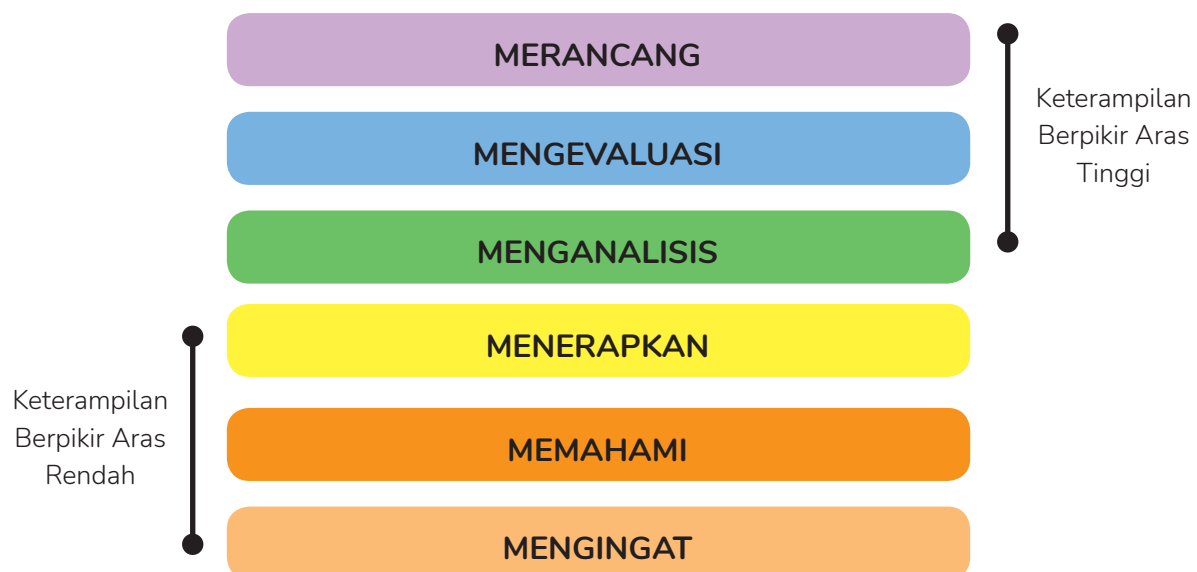 MERANCANG
MENGEVALUASI
MENGANALISIS
Keterampilan
Berpikir Aras
Tinggi
MENERAPKAN
MEMAHAMI
MENGINGAT
Keterampilan
Berpikir Aras
Rendah